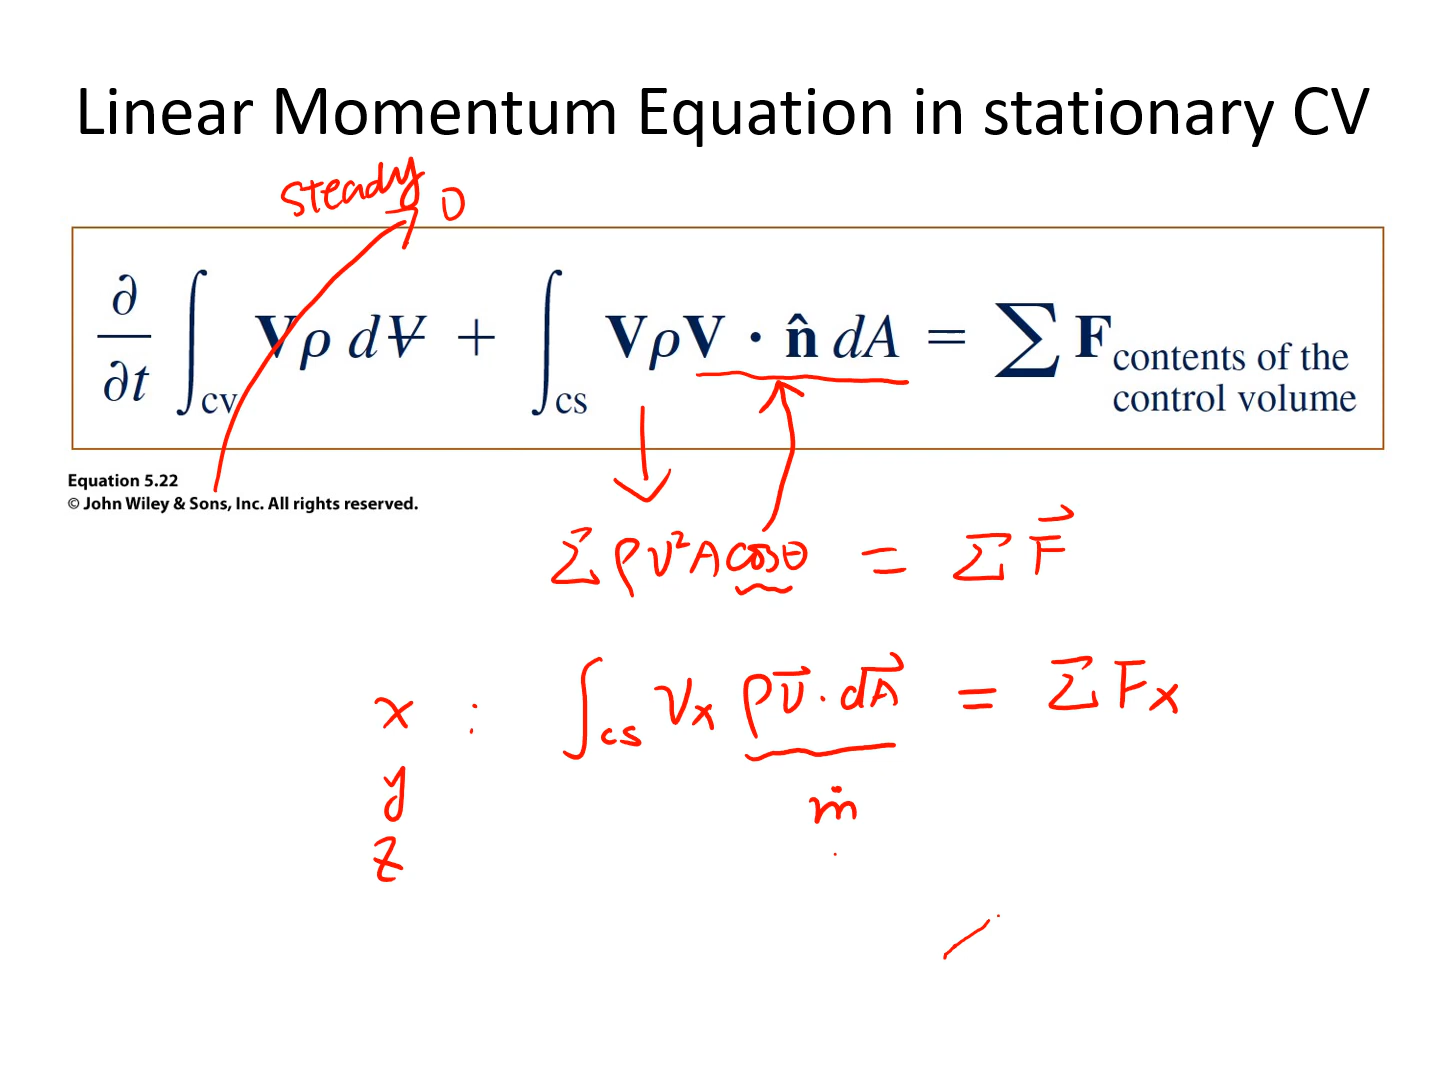 Linear Momentum Equation in stationary CV
steady 0
∂/∂t ∫cv Vρ dV̶ + ∫cs VρV · n̂ dA = ∑ F contents of the control volume
Equation 5.22
© John Wiley & Sons, Inc. All rights reserved.
Σ ρV²A cosθ = Σ F⃗
x : ∫cs Vx ρv⃗ · dA⃗ = Σ Fx
ṁ
y
z